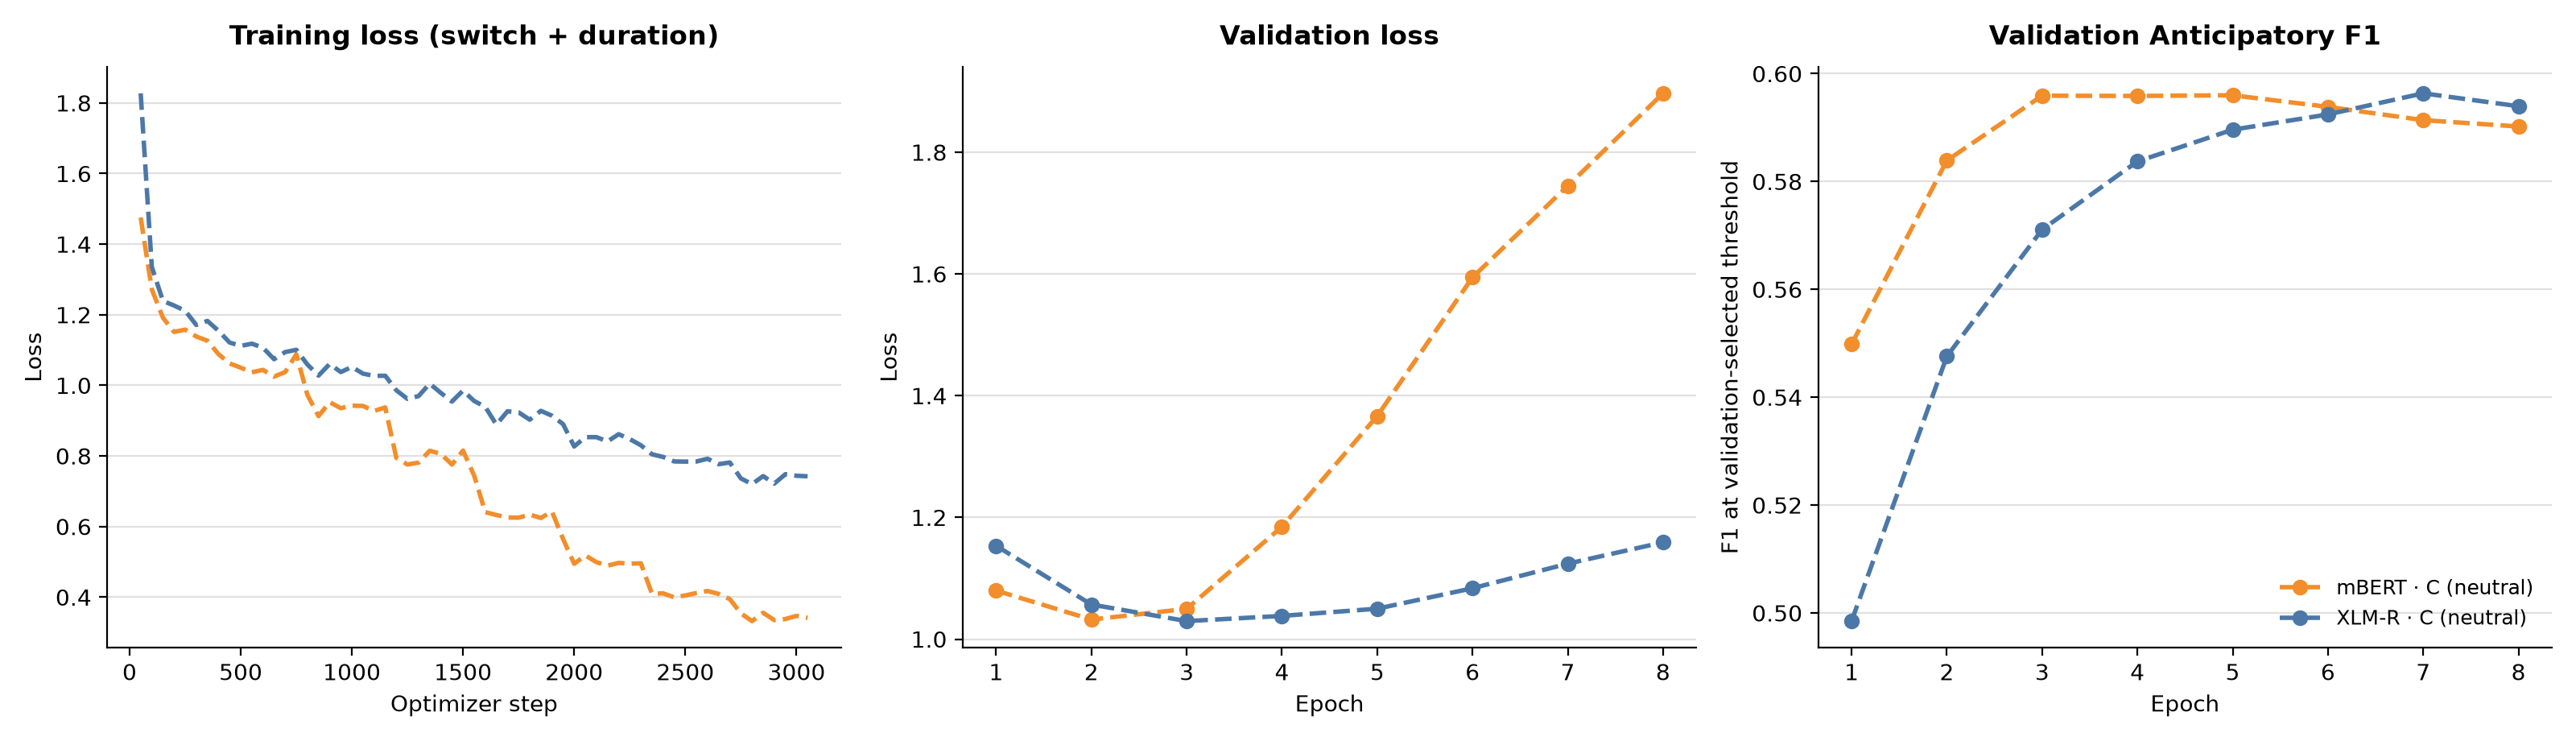 Training loss (switch + duration)
Loss
1.8
1.6
1.4
1.2
1.0
0.8
0.6
0.4
0 500 1000 1500 2000 2500 3000
Optimizer step
Validation loss
Loss
1.8
1.6
1.4
1.2
1.0
1 2 3 4 5 6 7 8
Epoch
Validation Anticipatory F1
F1 at validation-selected threshold
0.60
0.58
0.56
0.54
0.52
0.50
mBERT · C (neutral)
XLM-R · C (neutral)
1 2 3 4 5 6 7 8
Epoch